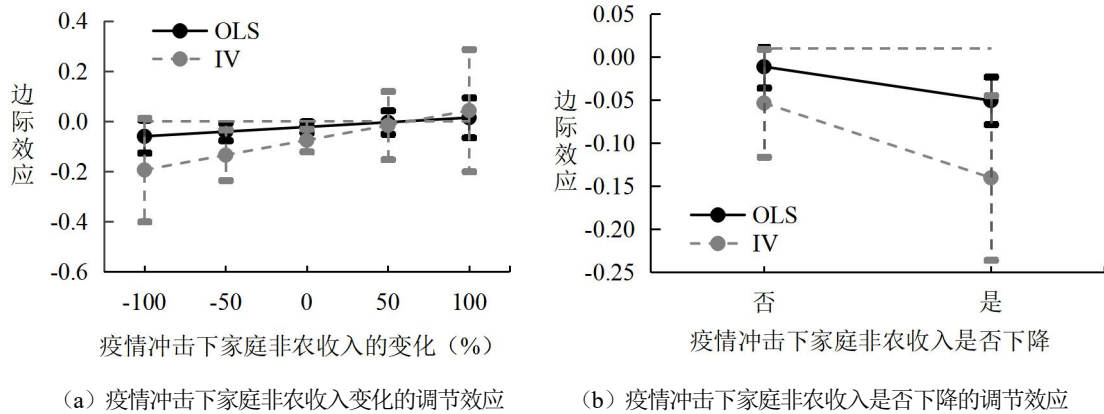 0.4
0.2
0.0
-0.2
-0.4
-0.6
边际效应
OLS
IV
-100
-50
0
50
100
疫情冲击下家庭非农收入的变化（%）
（a）疫情冲击下家庭非农收入变化的调节效应
0.05
0.00
-0.05
-0.10
-0.15
-0.20
-0.25
边际效应
OLS
IV
否
是
疫情冲击下家庭非农收入是否下降
（b）疫情冲击下家庭非农收入是否下降的调节效应